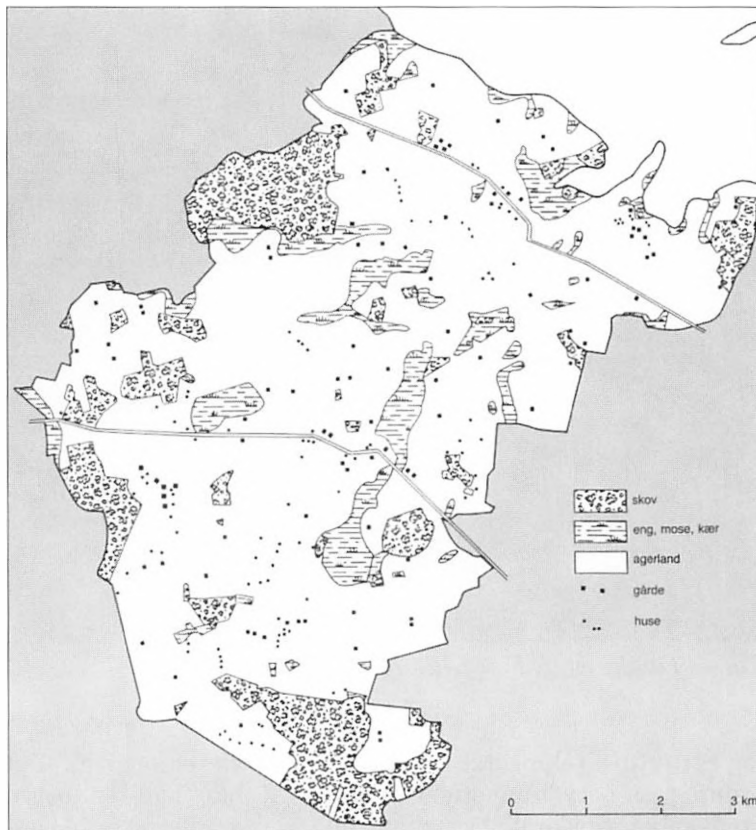 skov
eng, mose, kær
agerland
gårde
huse
0 1 2 3 km